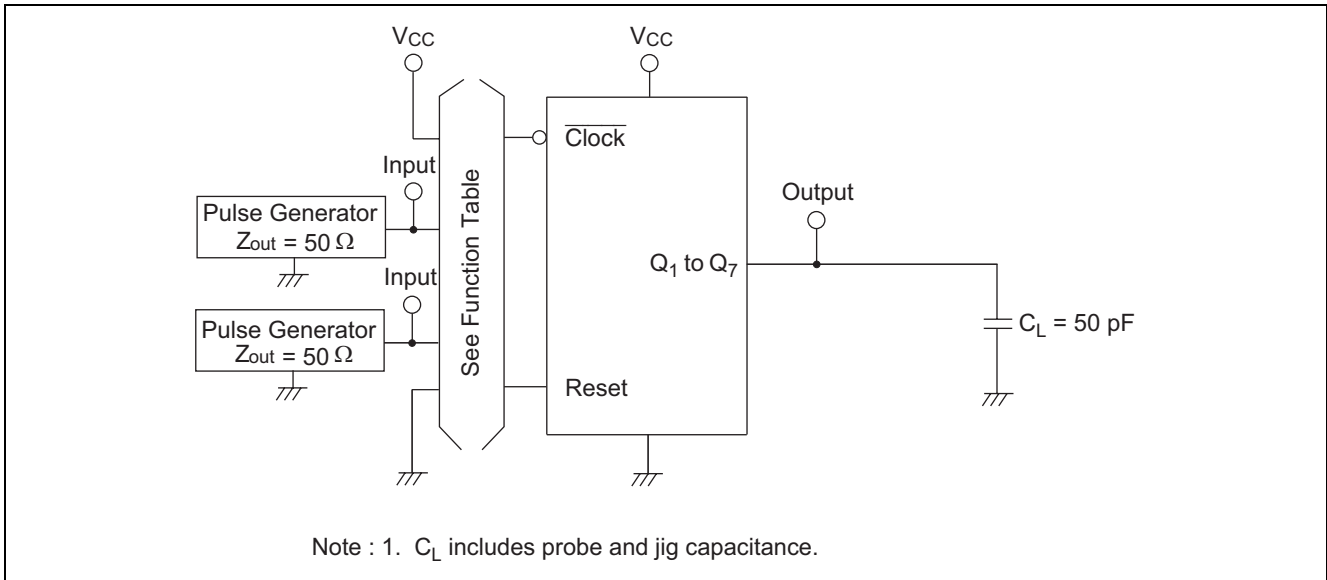 VCC
VCC
Clock
Input
Pulse Generator
Zout = 50 Ω
See Function Table
Output
Q1 to Q7
Input
Pulse Generator
Zout = 50 Ω
CL = 50 pF
Reset
Note : 1. CL includes probe and jig capacitance.